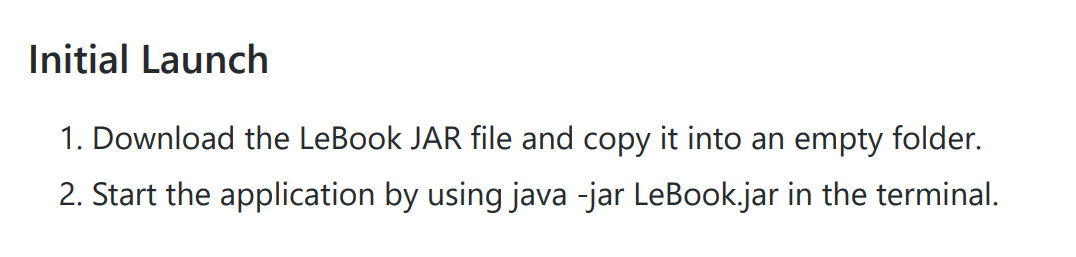 Initial Launch
1. Download the LeBook JAR file and copy it into an empty folder.
2. Start the application by using java -jar LeBook.jar in the terminal.